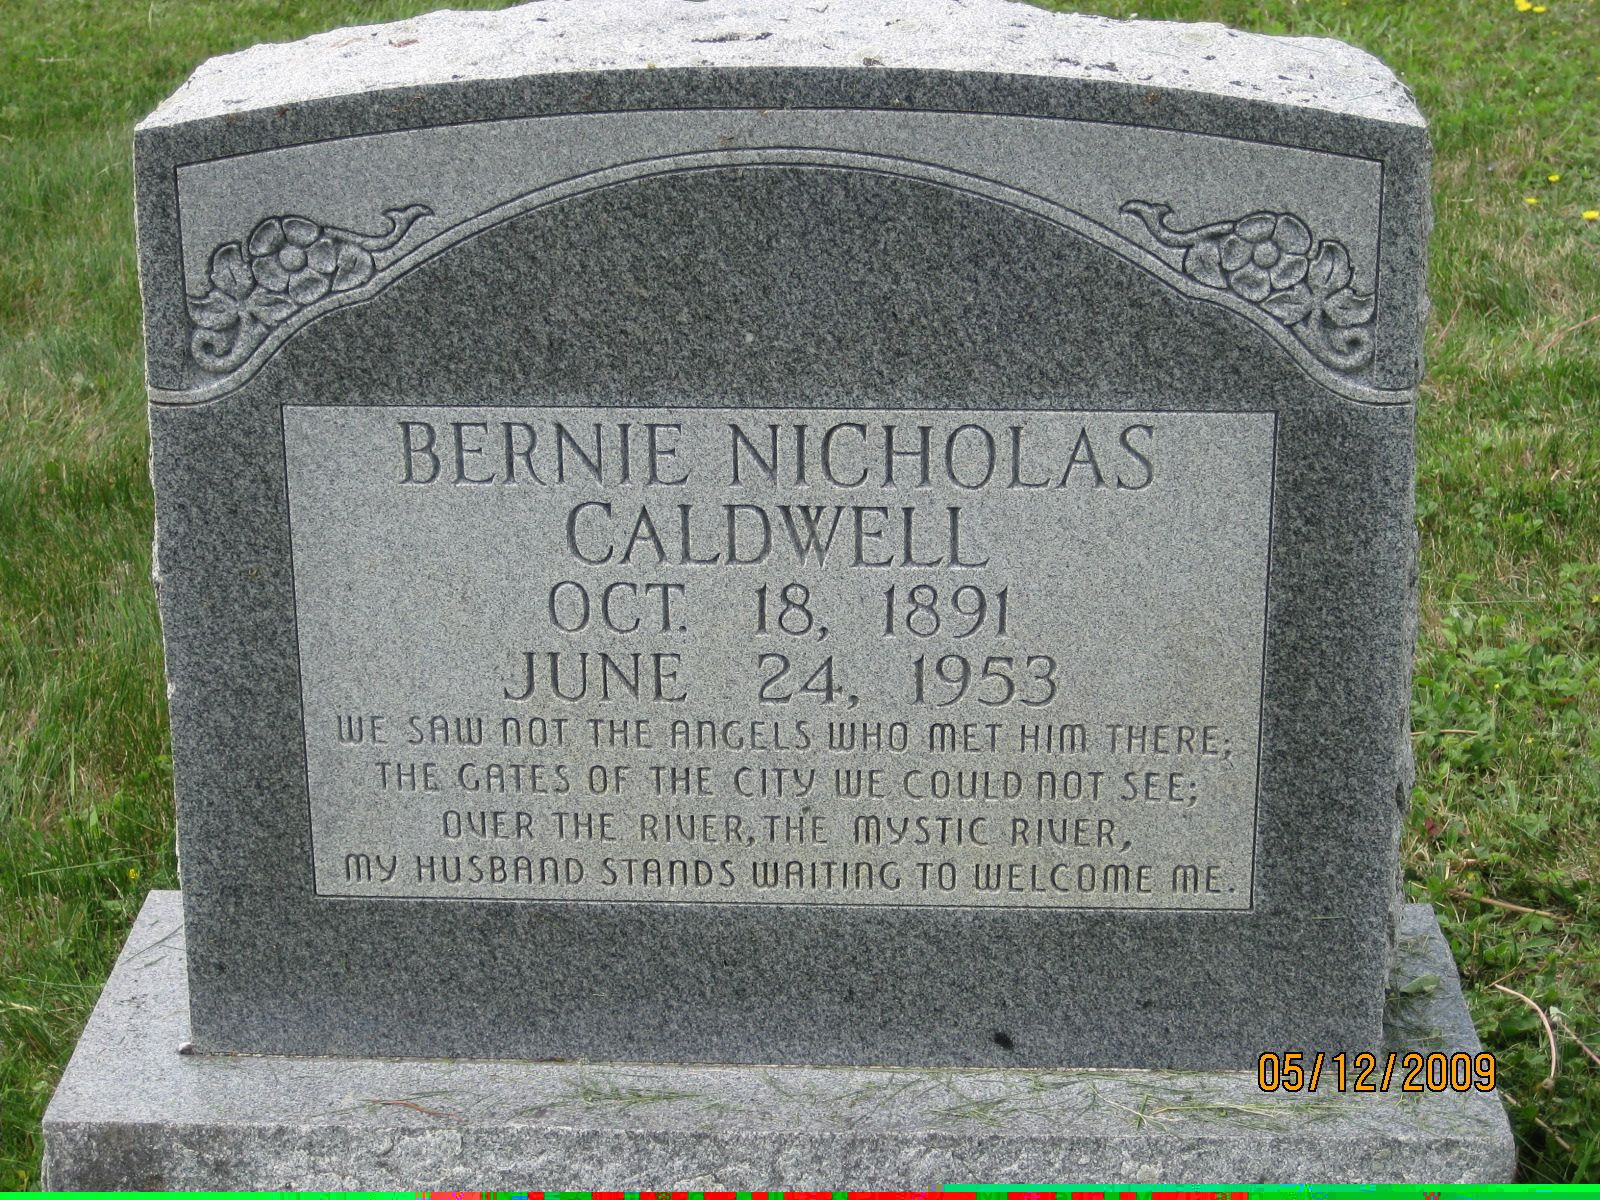 BERNIE NICHOLAS
CALDWELL
OCT. 18, 1891
JUNE 24, 1953
WE SAW NOT THE ANGELS WHO MET HIM THERE;
THE GATES OF THE CITY WE COULD NOT SEE;
OVER THE RIVER, THE MYSTIC RIVER,
MY HUSBAND STANDS WAITING TO WELCOME ME.
05/12/2009